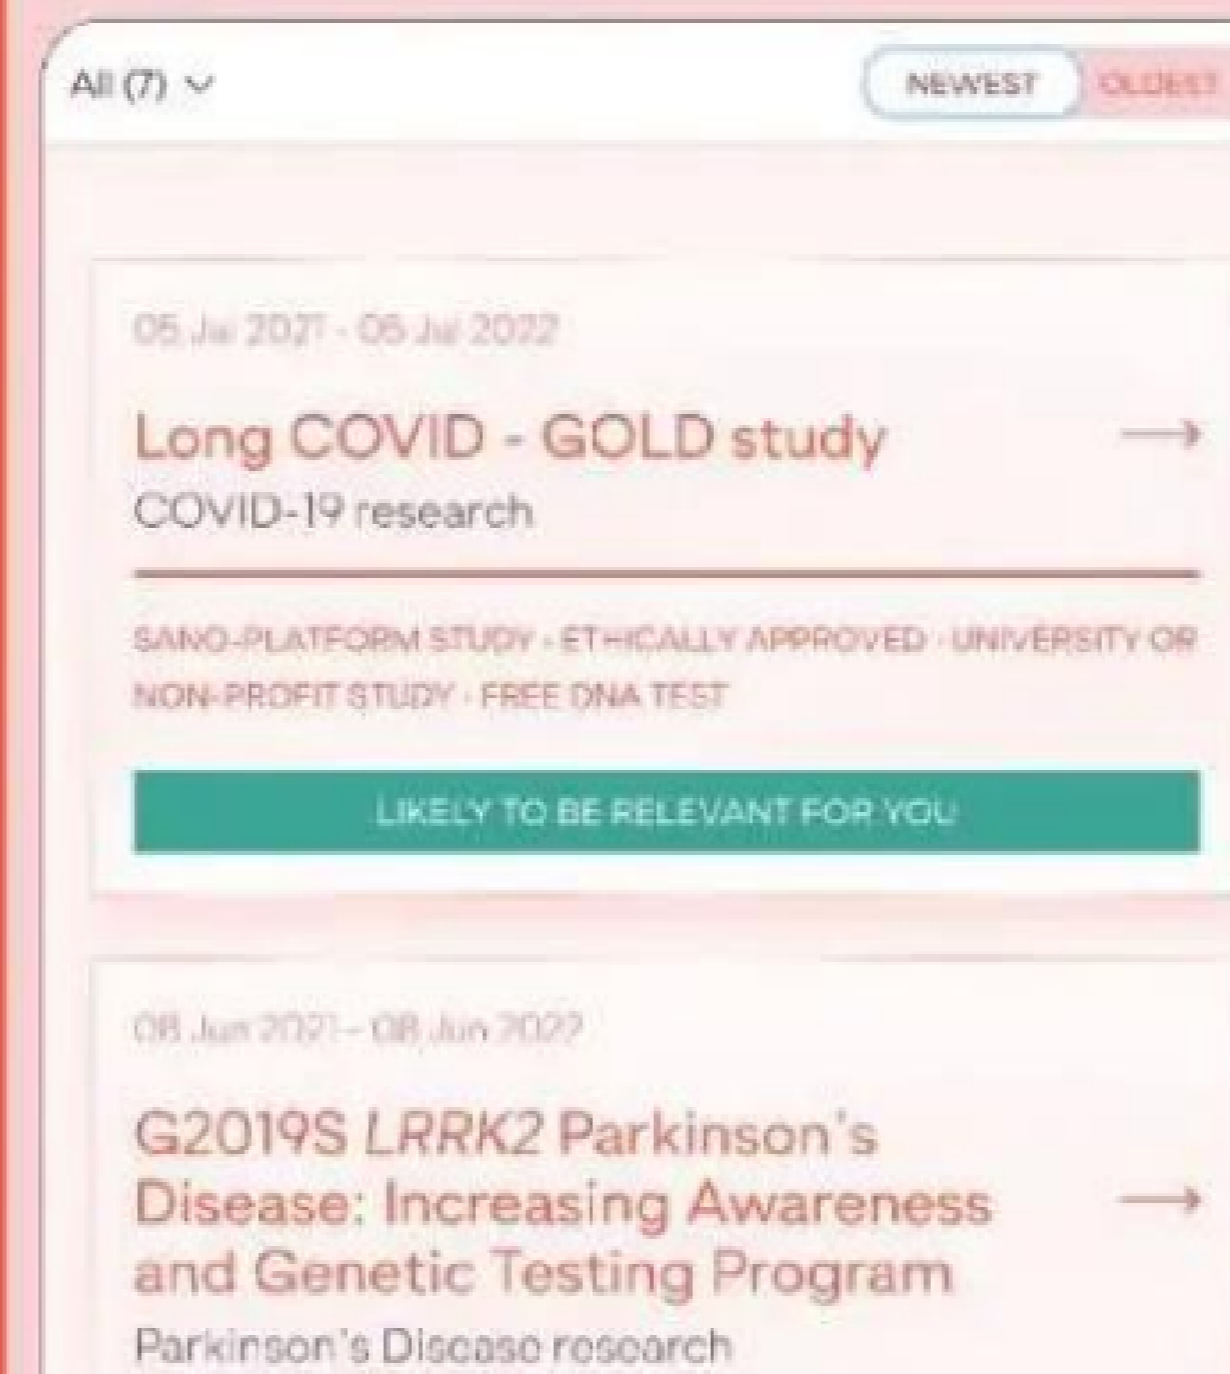 All (7)
NEWEST OLDEST
05 Jul 2021 - 05 Jul 2022
Long COVID - GOLD study
COVID-19 research
SANO-PLATFORM STUDY · ETHICALLY APPROVED · UNIVERSITY OR
NON-PROFIT STUDY · FREE DNA TEST
LIKELY TO BE RELEVANT FOR YOU
08 Jun 2021 - 08 Jun 2022
G2019S LRRK2 Parkinson's
Disease: Increasing Awareness
and Genetic Testing Program
Parkinson's Disease research